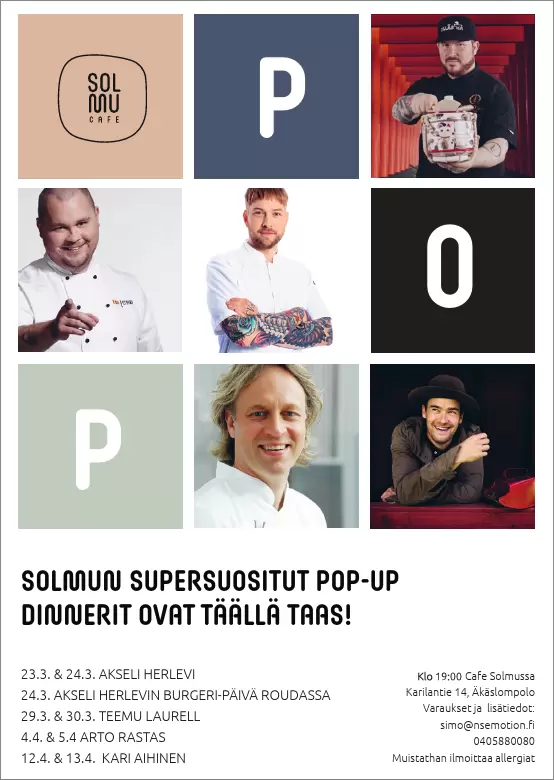 SOL
MU
CAFE
P
O
P
SOLMUN SUPERSUOSITUT POP-UP
DINNERIT OVAT TÄÄLLÄ TAAS!
23.3. & 24.3. AKSELI HERLEVI
24.3. AKSELI HERLEVIN BURGERI-PÄIVÄ ROUDASSA
29.3. & 30.3. TEEMU LAURELL
4.4. & 5.4 ARTO RASTAS
12.4. & 13.4. KARI AIHINEN
Klo 19:00 Cafe Solmussa
Karilantie 14, Äkäslompolo
Varaukset ja lisätiedot:
simo@nsemotion.fi
0405880080
Muistathan ilmoittaa allergiat